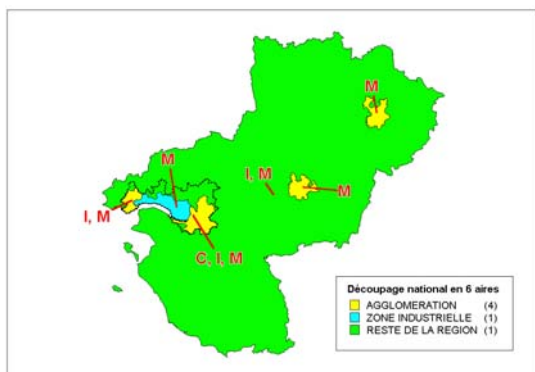 M
M
I, M
M
I, M
C, I, M
Découpage national en 6 aires
AGGLOMERATION (4)
ZONE INDUSTRIELLE (1)
RESTE DE LA REGION (1)